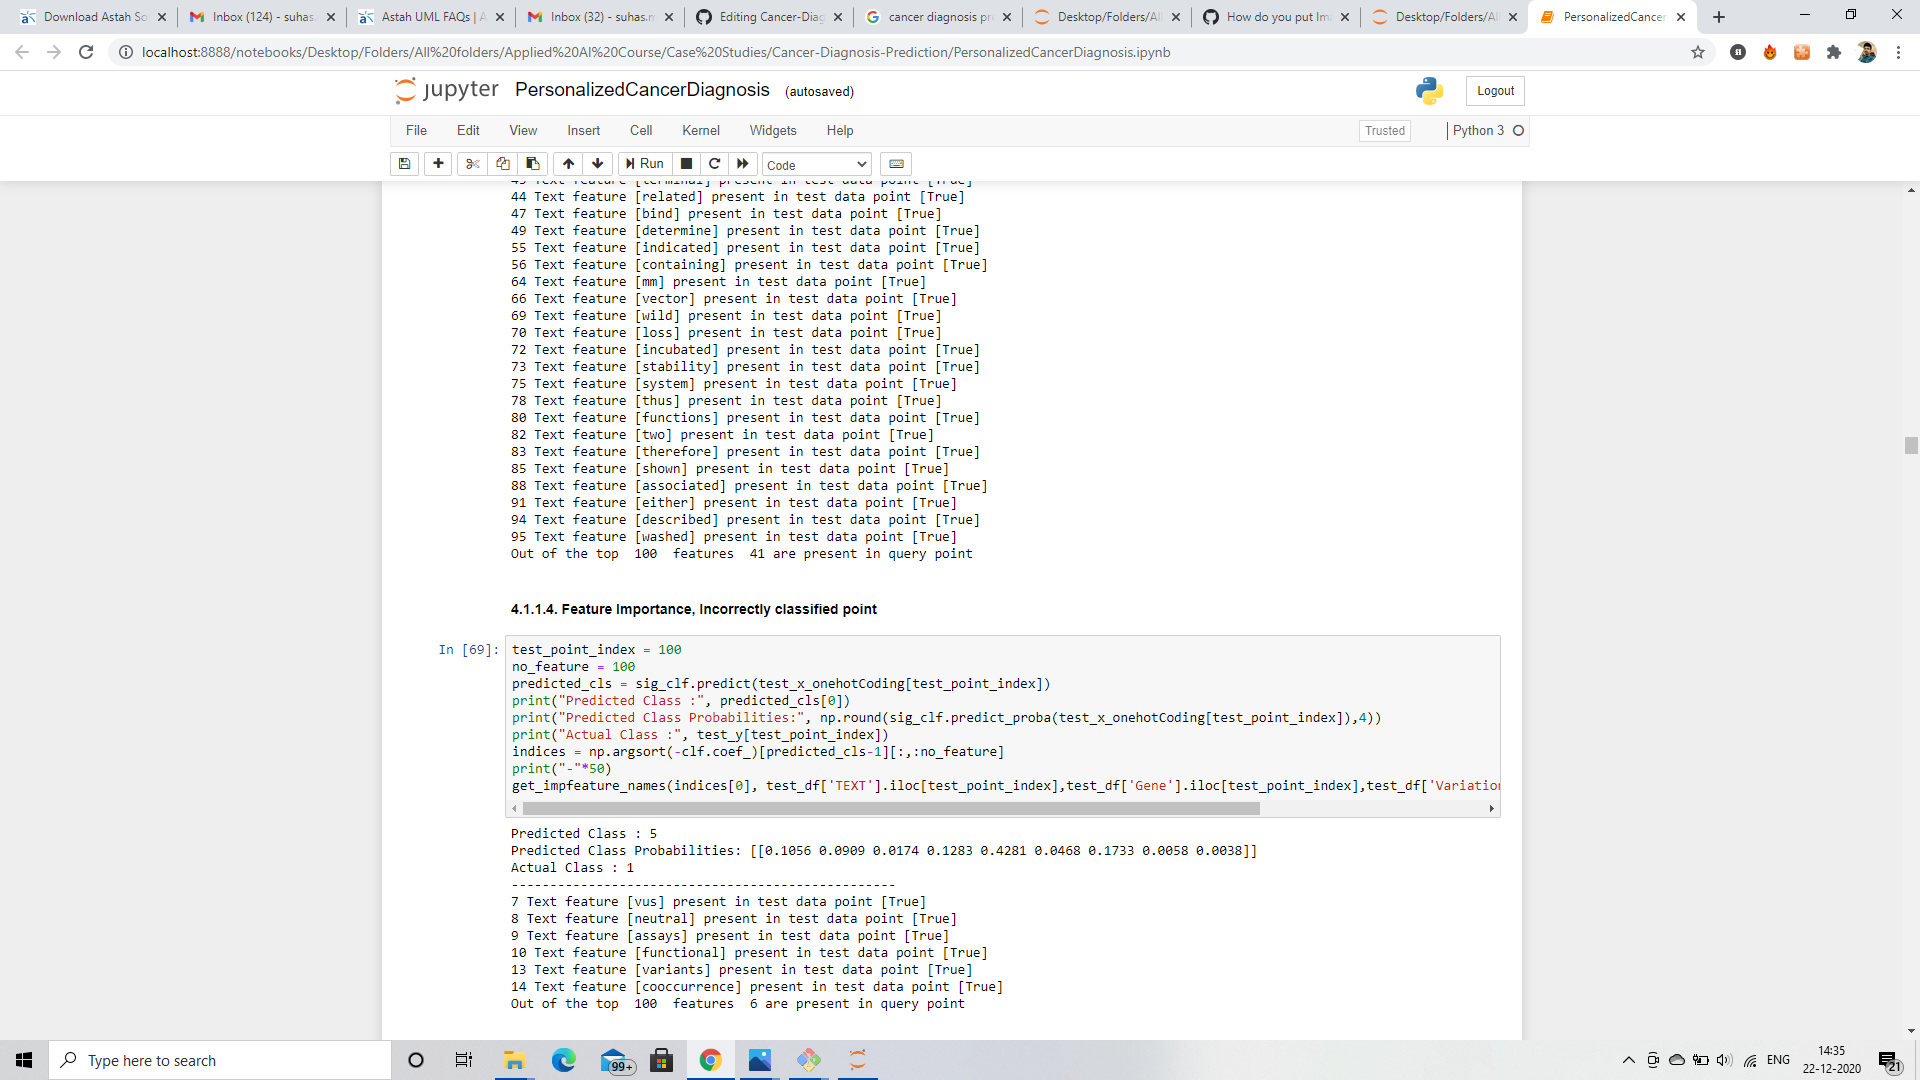 Download Astah So
Inbox (124) - suhas.
Astah UML FAQs | A
Inbox (32) - suhas.m
Editing Cancer-Diag
cancer diagnosis pr
Desktop/Folders/All
How do you put Im
Desktop/Folders/All
PersonalizedCancer
localhost:8888/notebooks/Desktop/Folders/All%20folders/Applied%20AI%20Course/Case%20Studies/Cancer-Diagnosis-Prediction/PersonalizedCancerDiagnosis.ipynb
jupyter PersonalizedCancerDiagnosis (autosaved)
Logout
File Edit View Insert Cell Kernel Widgets Help
Trusted
Python 3
Run
Code
43 Text feature [terminal] present in test data point [True]
44 Text feature [related] present in test data point [True]
47 Text feature [bind] present in test data point [True]
49 Text feature [determine] present in test data point [True]
55 Text feature [indicated] present in test data point [True]
56 Text feature [containing] present in test data point [True]
64 Text feature [mm] present in test data point [True]
66 Text feature [vector] present in test data point [True]
69 Text feature [wild] present in test data point [True]
70 Text feature [loss] present in test data point [True]
72 Text feature [incubated] present in test data point [True]
73 Text feature [stability] present in test data point [True]
75 Text feature [system] present in test data point [True]
78 Text feature [thus] present in test data point [True]
80 Text feature [functions] present in test data point [True]
82 Text feature [two] present in test data point [True]
83 Text feature [therefore] present in test data point [True]
85 Text feature [shown] present in test data point [True]
88 Text feature [associated] present in test data point [True]
91 Text feature [either] present in test data point [True]
94 Text feature [described] present in test data point [True]
95 Text feature [washed] present in test data point [True]
Out of the top  100  features  41 are present in query point
4.1.1.4. Feature Importance, Incorrectly classified point
In [69]:
test_point_index = 100
no_feature = 100
predicted_cls = sig_clf.predict(test_x_onehotCoding[test_point_index])
print("Predicted Class :", predicted_cls[0])
print("Predicted Class Probabilities:", np.round(sig_clf.predict_proba(test_x_onehotCoding[test_point_index]),4))
print("Actual Class :", test_y[test_point_index])
indices = np.argsort(-clf.coef_)[predicted_cls-1][:,:no_feature]
print("-"*50)
get_impfeature_names(indices[0], test_df['TEXT'].iloc[test_point_index],test_df['Gene'].iloc[test_point_index],test_df['Variation
Predicted Class : 5
Predicted Class Probabilities: [[0.1056 0.0909 0.0174 0.1283 0.4281 0.0468 0.1733 0.0058 0.0038]]
Actual Class : 1
--------------------------------------------------
7 Text feature [vus] present in test data point [True]
8 Text feature [neutral] present in test data point [True]
9 Text feature [assays] present in test data point [True]
10 Text feature [functional] present in test data point [True]
13 Text feature [variants] present in test data point [True]
14 Text feature [cooccurrence] present in test data point [True]
Out of the top  100  features  6 are present in query point
Type here to search
99+
ENG
14:35
22-12-2020
21